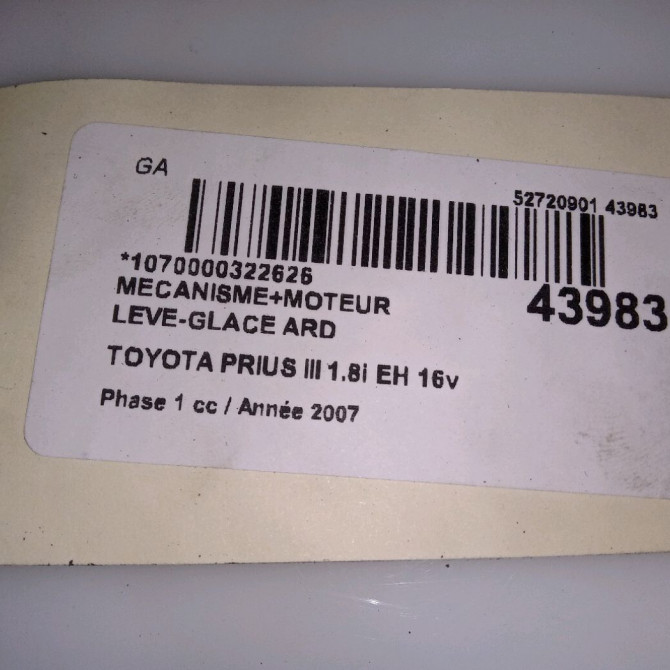 GA
52720901 43983
*1070000322626
43983
MECANISME+MOTEUR
LEVE-GLACE ARD
TOYOTA PRIUS III 1.8i EH 16v
Phase 1 cc / Année 2007